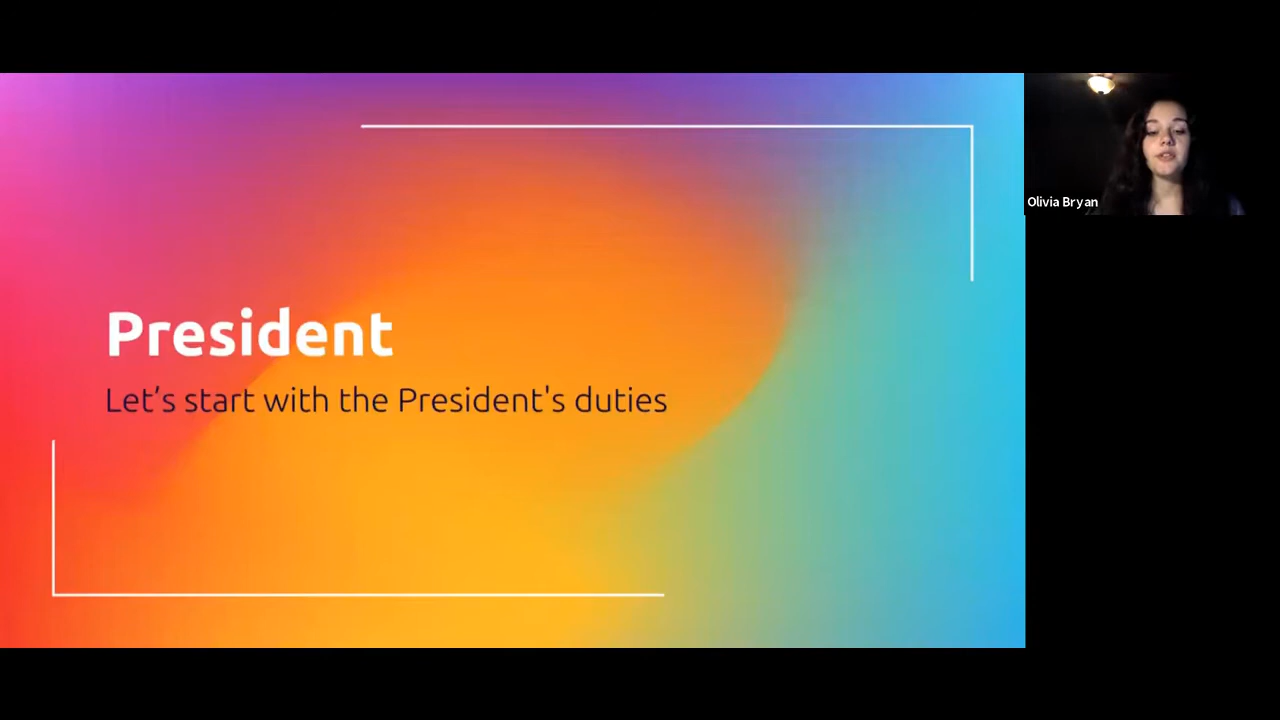 President
Let’s start with the President's duties
Olivia Bryan